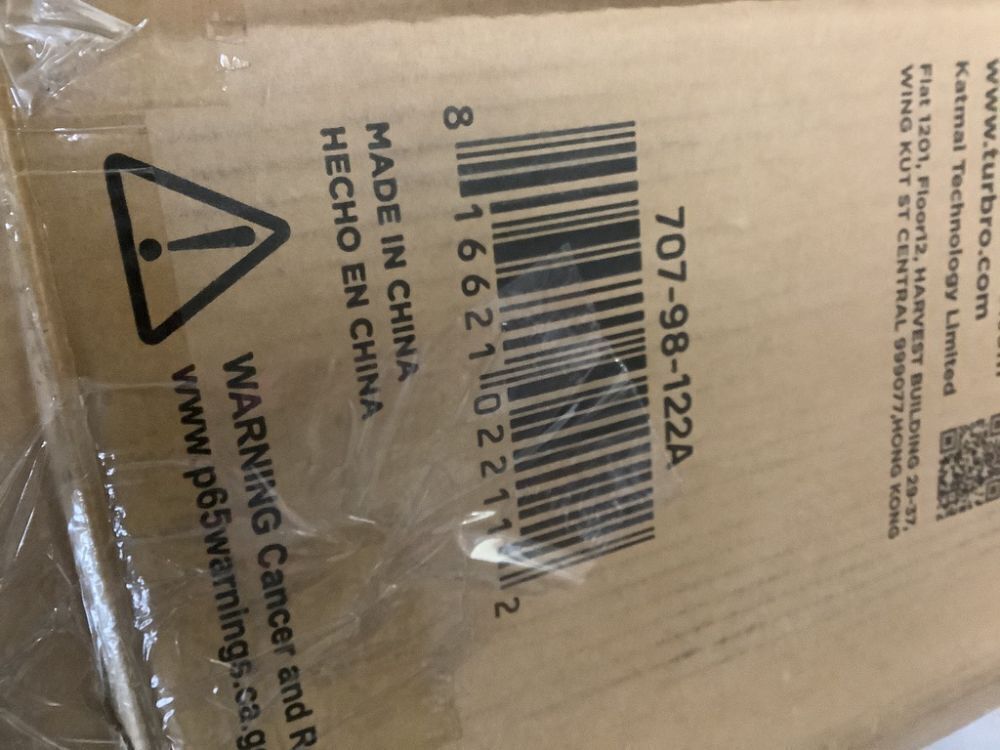 www.turbro.com
Katmal Technology Limited
Flat 1201, Floor12, HARVEST BUILDING 29-37,
WING KUT ST CENTRAL 999077,HONG KONG
707-98-122A
8 16621 02211 2
MADE IN CHINA
HECHO EN CHINA
WARNING Cancer and
www.p65warnings.ca.g